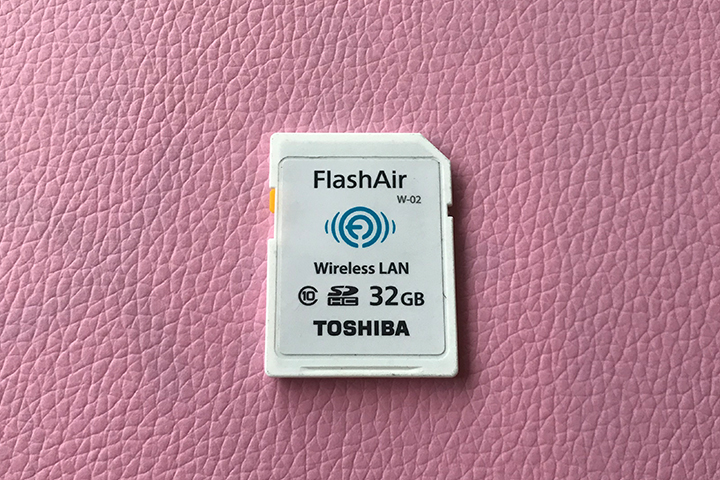 FlashAir
W-02
Wireless LAN
10 SD HC 32GB
TOSHIBA